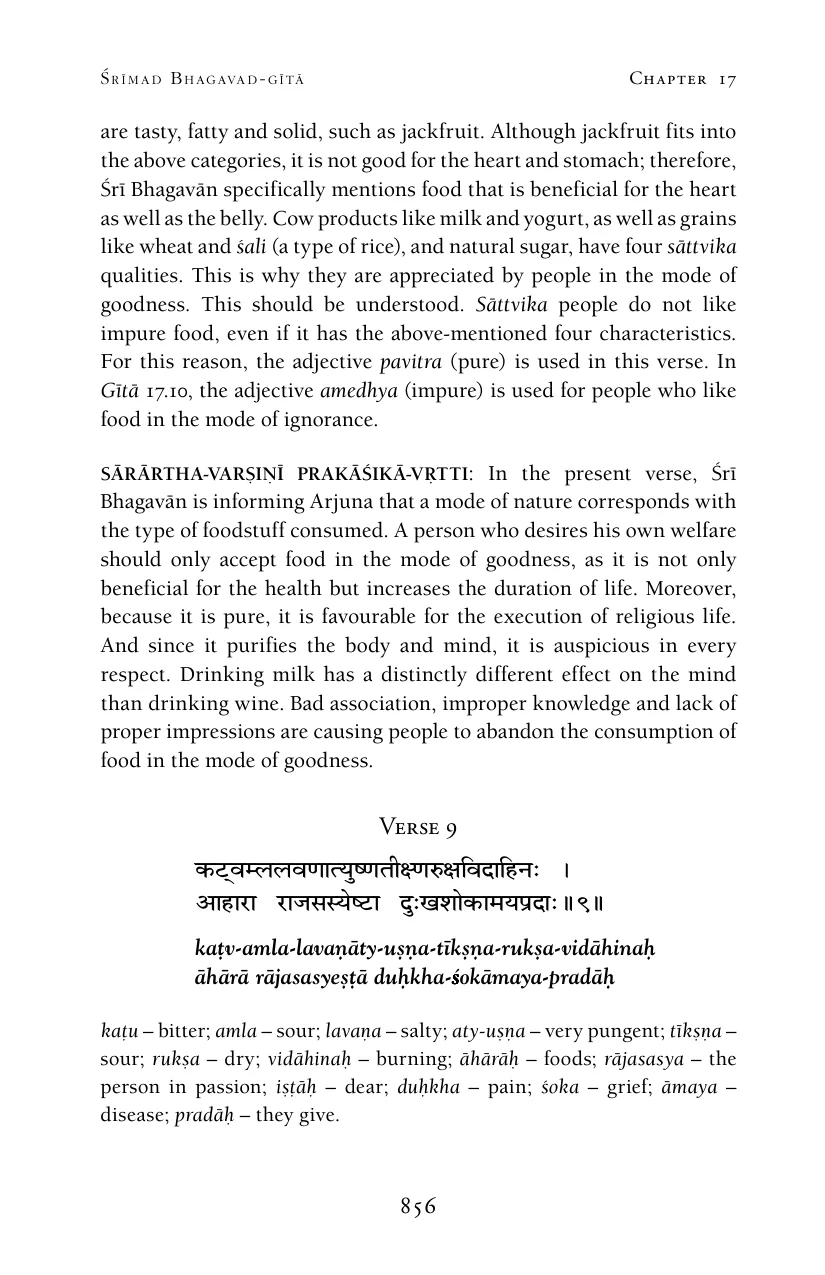 Śrīmad Bhagavad-gītā Chapter 17
are tasty, fatty and solid, such as jackfruit. Although jackfruit fits into
the above categories, it is not good for the heart and stomach; therefore,
Śrī Bhagavān specifically mentions food that is beneficial for the heart
as well as the belly. Cow products like milk and yogurt, as well as grains
like wheat and śali (a type of rice), and natural sugar, have four sāttvika
qualities. This is why they are appreciated by people in the mode of
goodness. This should be understood. Sāttvika people do not like
impure food, even if it has the above-mentioned four characteristics.
For this reason, the adjective pavitra (pure) is used in this verse. In
Gītā 17.10, the adjective amedhya (impure) is used for people who like
food in the mode of ignorance.
SĀRĀRTHA-VARṢIṆĪ PRAKĀŚIKĀ-VṚTTI: In the present verse, Śrī
Bhagavān is informing Arjuna that a mode of nature corresponds with
the type of foodstuff consumed. A person who desires his own welfare
should only accept food in the mode of goodness, as it is not only
beneficial for the health but increases the duration of life. Moreover,
because it is pure, it is favourable for the execution of religious life.
And since it purifies the body and mind, it is auspicious in every
respect. Drinking milk has a distinctly different effect on the mind
than drinking wine. Bad association, improper knowledge and lack of
proper impressions are causing people to abandon the consumption of
food in the mode of goodness.
Verse 9
कट्वम्ललवणात्युष्णतीक्ष्णरुक्षविदाहिनः ।
आहारा राजसस्येष्टा दुःखशोकामयप्रदाः॥९॥
kaṭv-amla-lavaṇāty-uṣṇa-tīkṣṇa-rukṣa-vidāhinaḥ
āhārā rājasasyeṣṭā duḥkha-śokāmaya-pradāḥ
kaṭu – bitter; amla – sour; lavaṇa – salty; aty-uṣṇa – very pungent; tīkṣṇa –
sour; rukṣa – dry; vidāhinaḥ – burning; āhārāḥ – foods; rājasasya – the
person in passion; iṣṭāḥ – dear; duḥkha – pain; śoka – grief; āmaya –
disease; pradāḥ – they give.
856